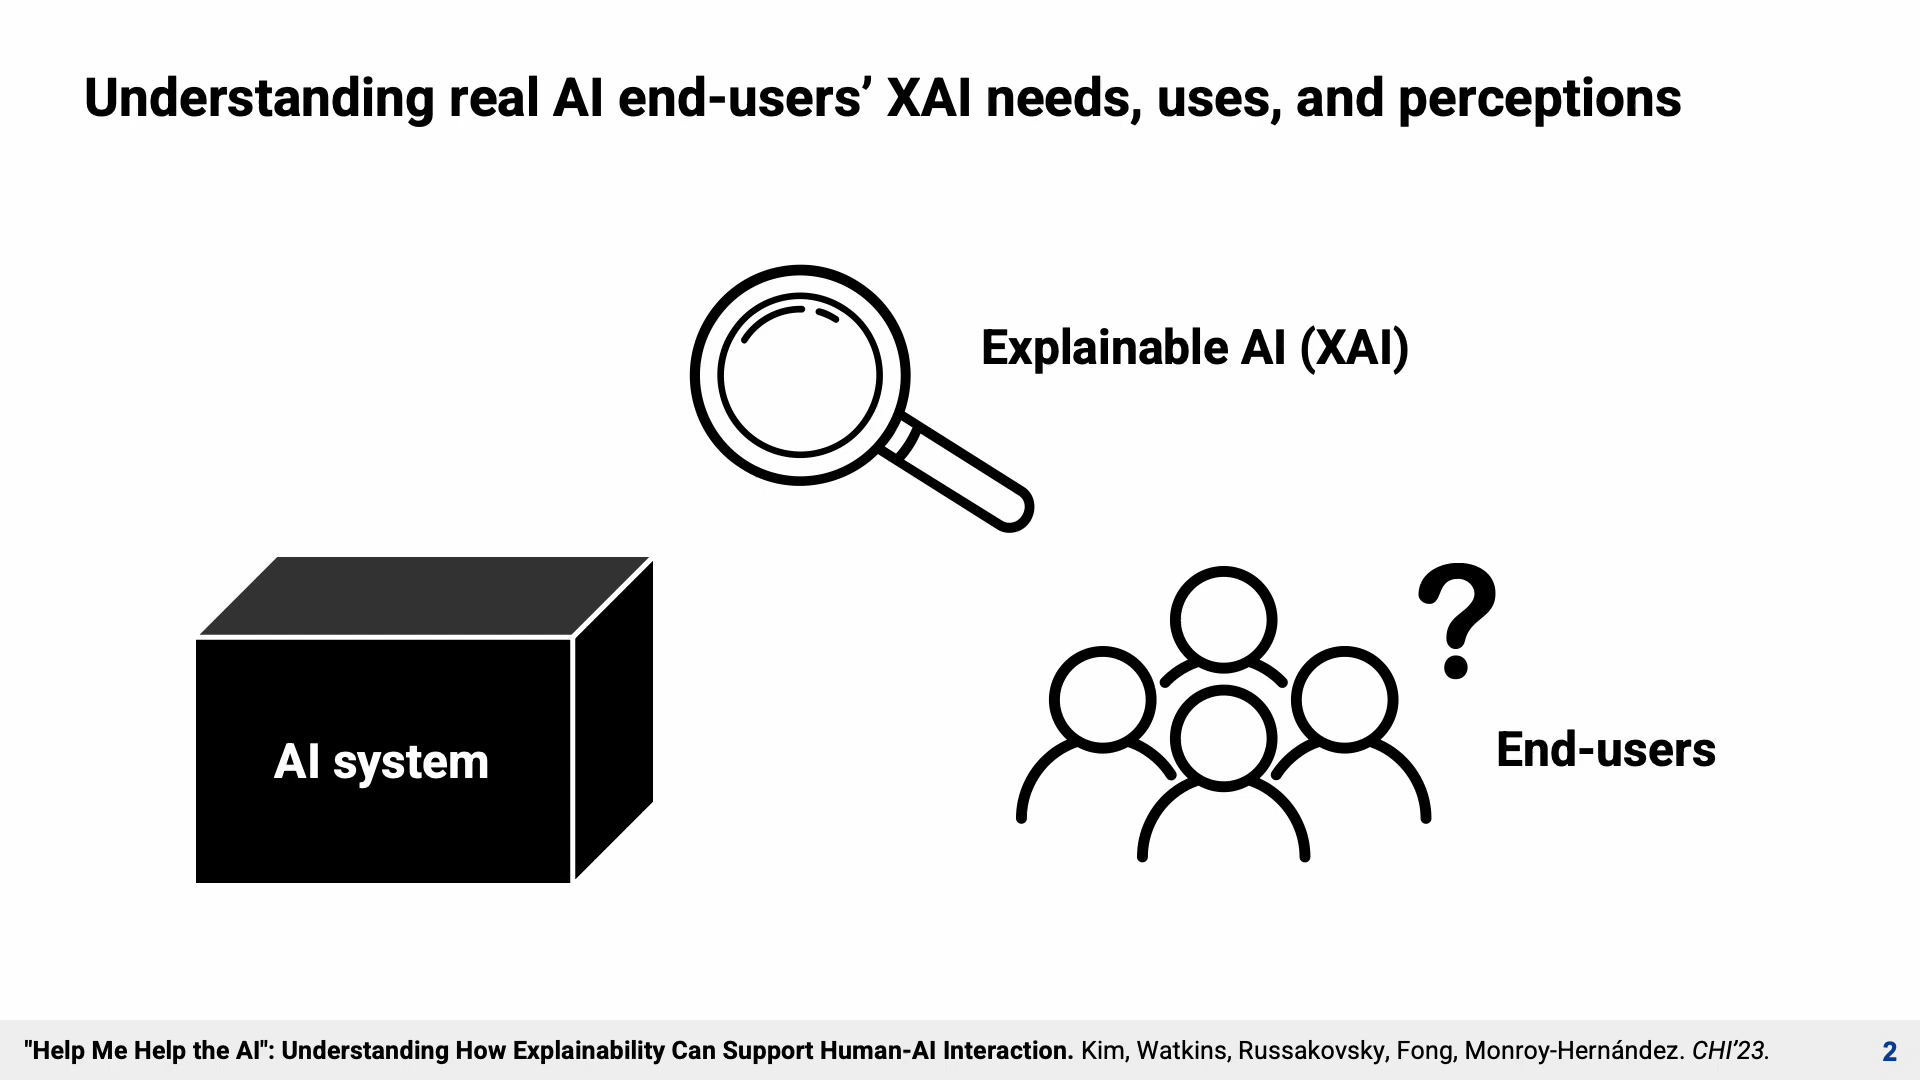 Understanding real AI end-users’ XAI needs, uses, and perceptions
Explainable AI (XAI)
?
AI system
End-users
"Help Me Help the AI": Understanding How Explainability Can Support Human-AI Interaction. Kim, Watkins, Russakovsky, Fong, Monroy-Hernández. CHI’23.
2